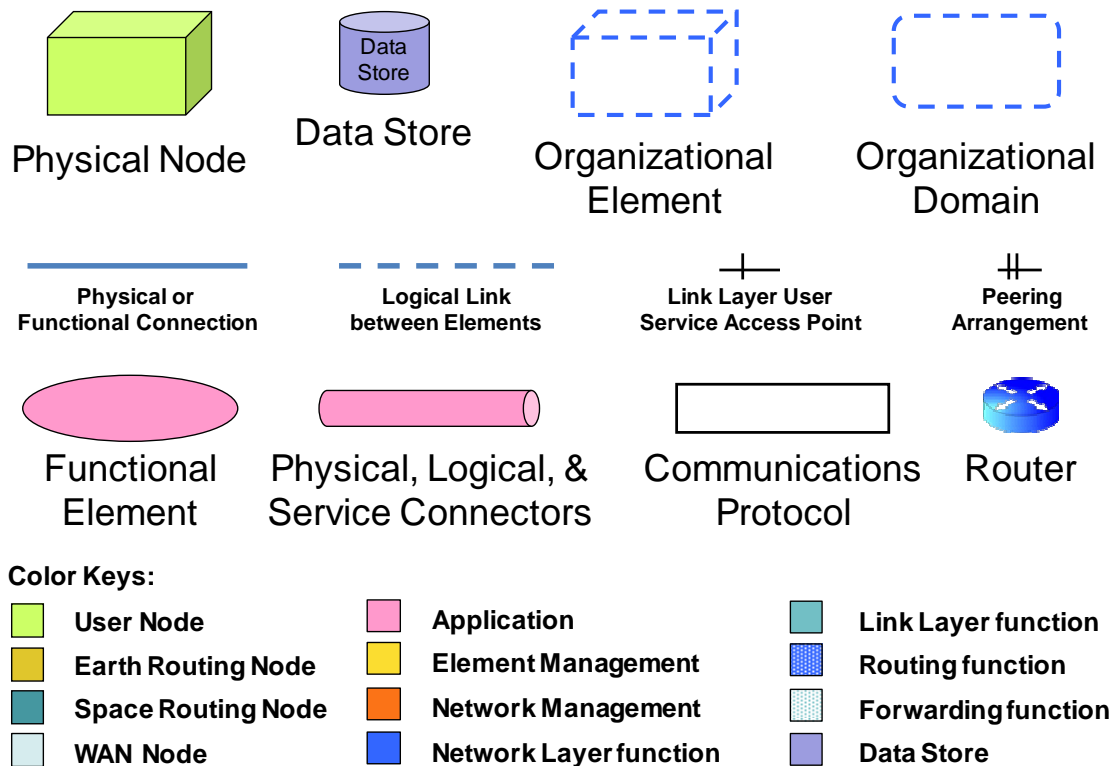 Data
Store
Physical Node
Data Store
Organizational
Element
Organizational
Domain
Physical or
Functional Connection
Logical Link
between Elements
Link Layer User
Service Access Point
Peering
Arrangement
Functional
Element
Physical, Logical, &
Service Connectors
Communications
Protocol
Router
Color Keys:
User Node
Earth Routing Node
Space Routing Node
WAN Node
Application
Element Management
Network Management
Network Layer function
Link Layer function
Routing function
Forwarding function
Data Store